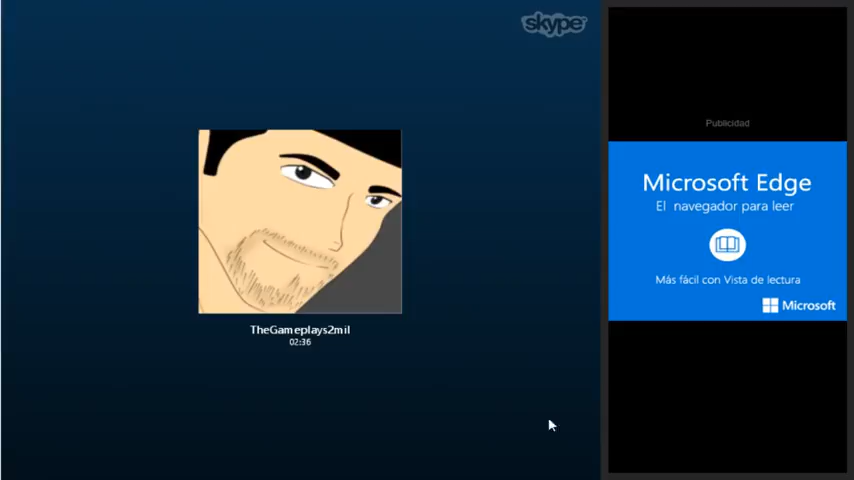 skype
TheGameplays2mil
02:36
Publicidad
Microsoft Edge
El navegador para leer
Más fácil con Vista de lectura
Microsoft